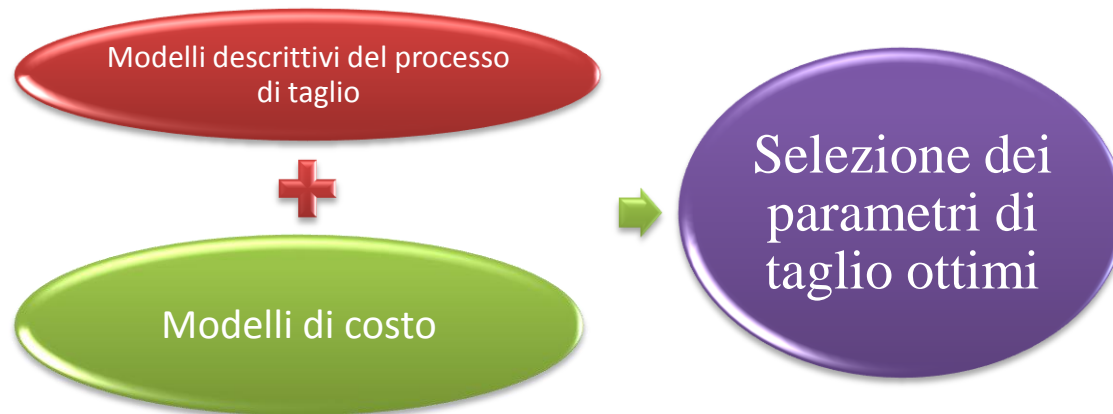 Modelli descrittivi del processo
di taglio
Modelli di costo
Selezione dei
parametri di
taglio ottimi